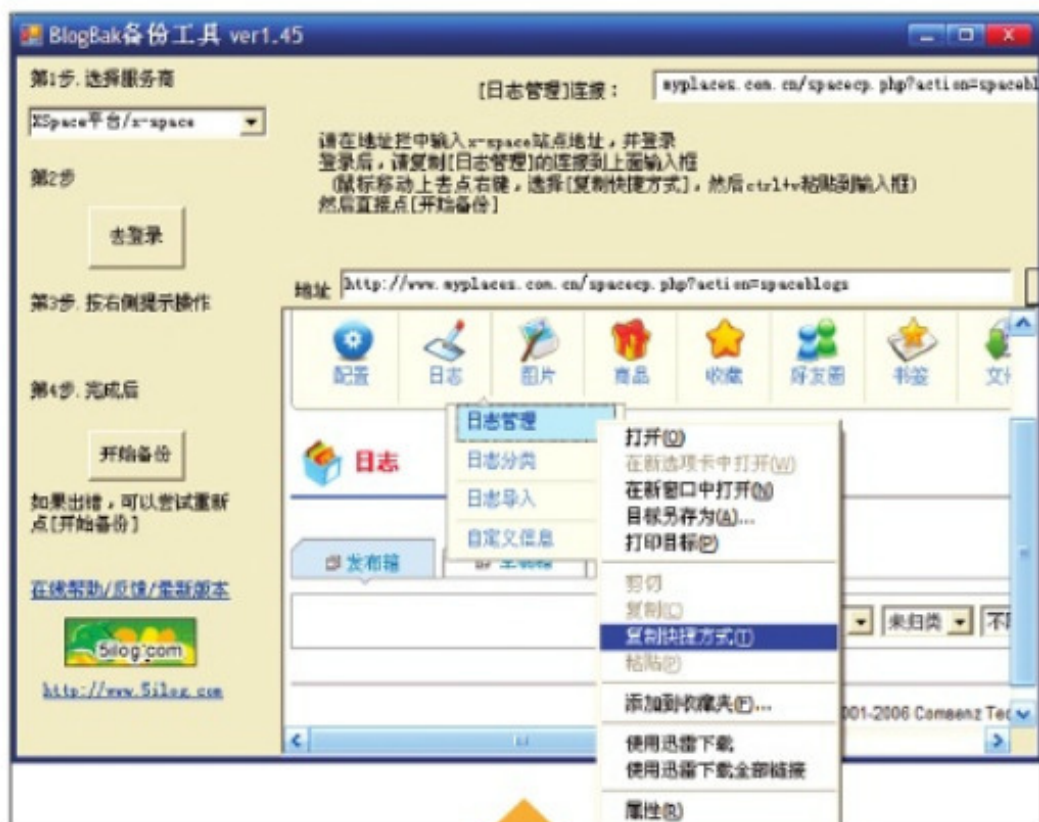 BlogBak备份工具 ver1.45
第1步. 选择服务商
XSpace平台/x-space
第2步
去登录
第3步. 按右侧提示操作
第4步. 完成后
开始备份
如果出错，可以尝试重新
点[开始备份]
在线帮助/反馈/最新版本
5ilog.com
http://www.5ilog.com
[日志管理]连接：
myplaces.com.cn/spacecp.php?action=spacebl
请在地址拦中输入x-space站点地址，并登录
登录后，请复制[日志管理]的连接到上面输入框
（鼠标移动上去点右键，选择[复制快捷方式]，然后ctrl+v粘贴到输入框）
然后直接点[开始备份]
地址 http://www.myplaces.com.cn/spacecp.php?action=spaceblogs
配置 日志 图片 商品 收藏 好友圈 书签
日志
日志管理
日志分类
日志导入
自定义信息
发布箱
打开(O)
在新选项卡中打开(W)
在新窗口中打开(N)
目标另存为(A)...
打印目标(P)
剪切
复制(C)
复制快捷方式(T)
粘贴(P)
添加到收藏夹(F)...
使用迅雷下载
使用迅雷下载全部链接
属性(R)
未归类
001-2006 Comsenz Tec